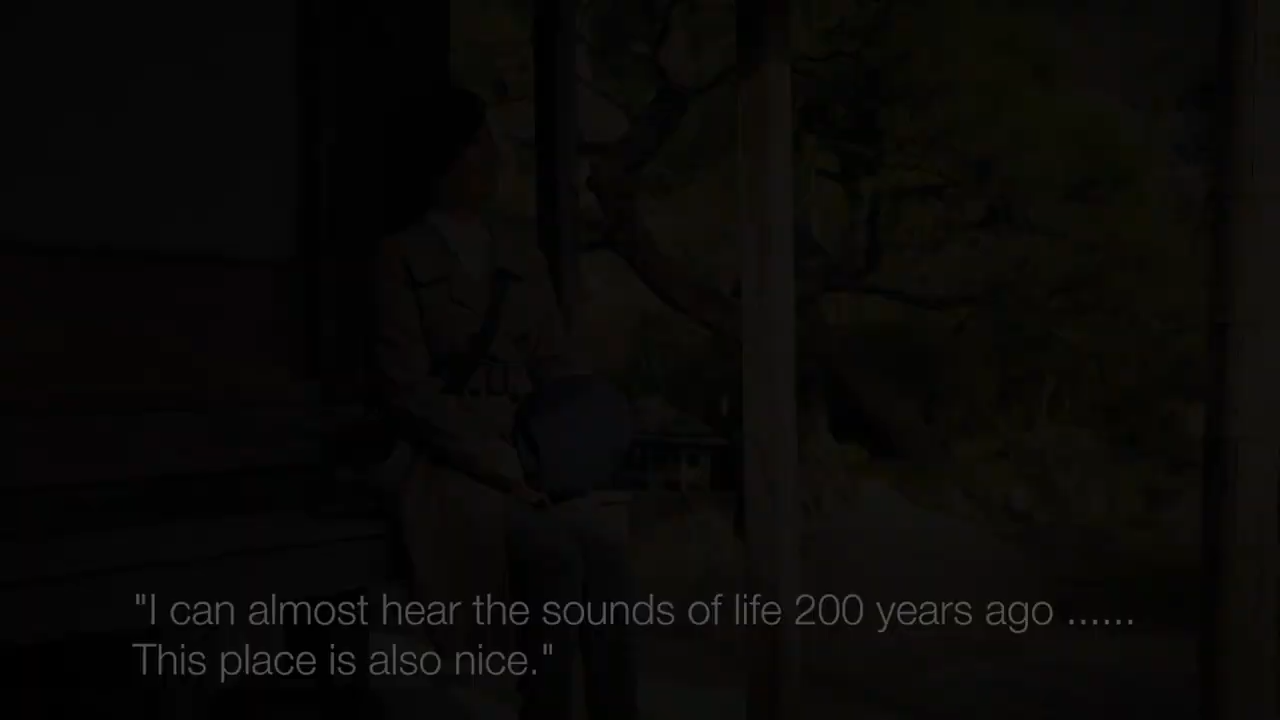 "I can almost hear the sounds of life 200 years ago ......
This place is also nice."